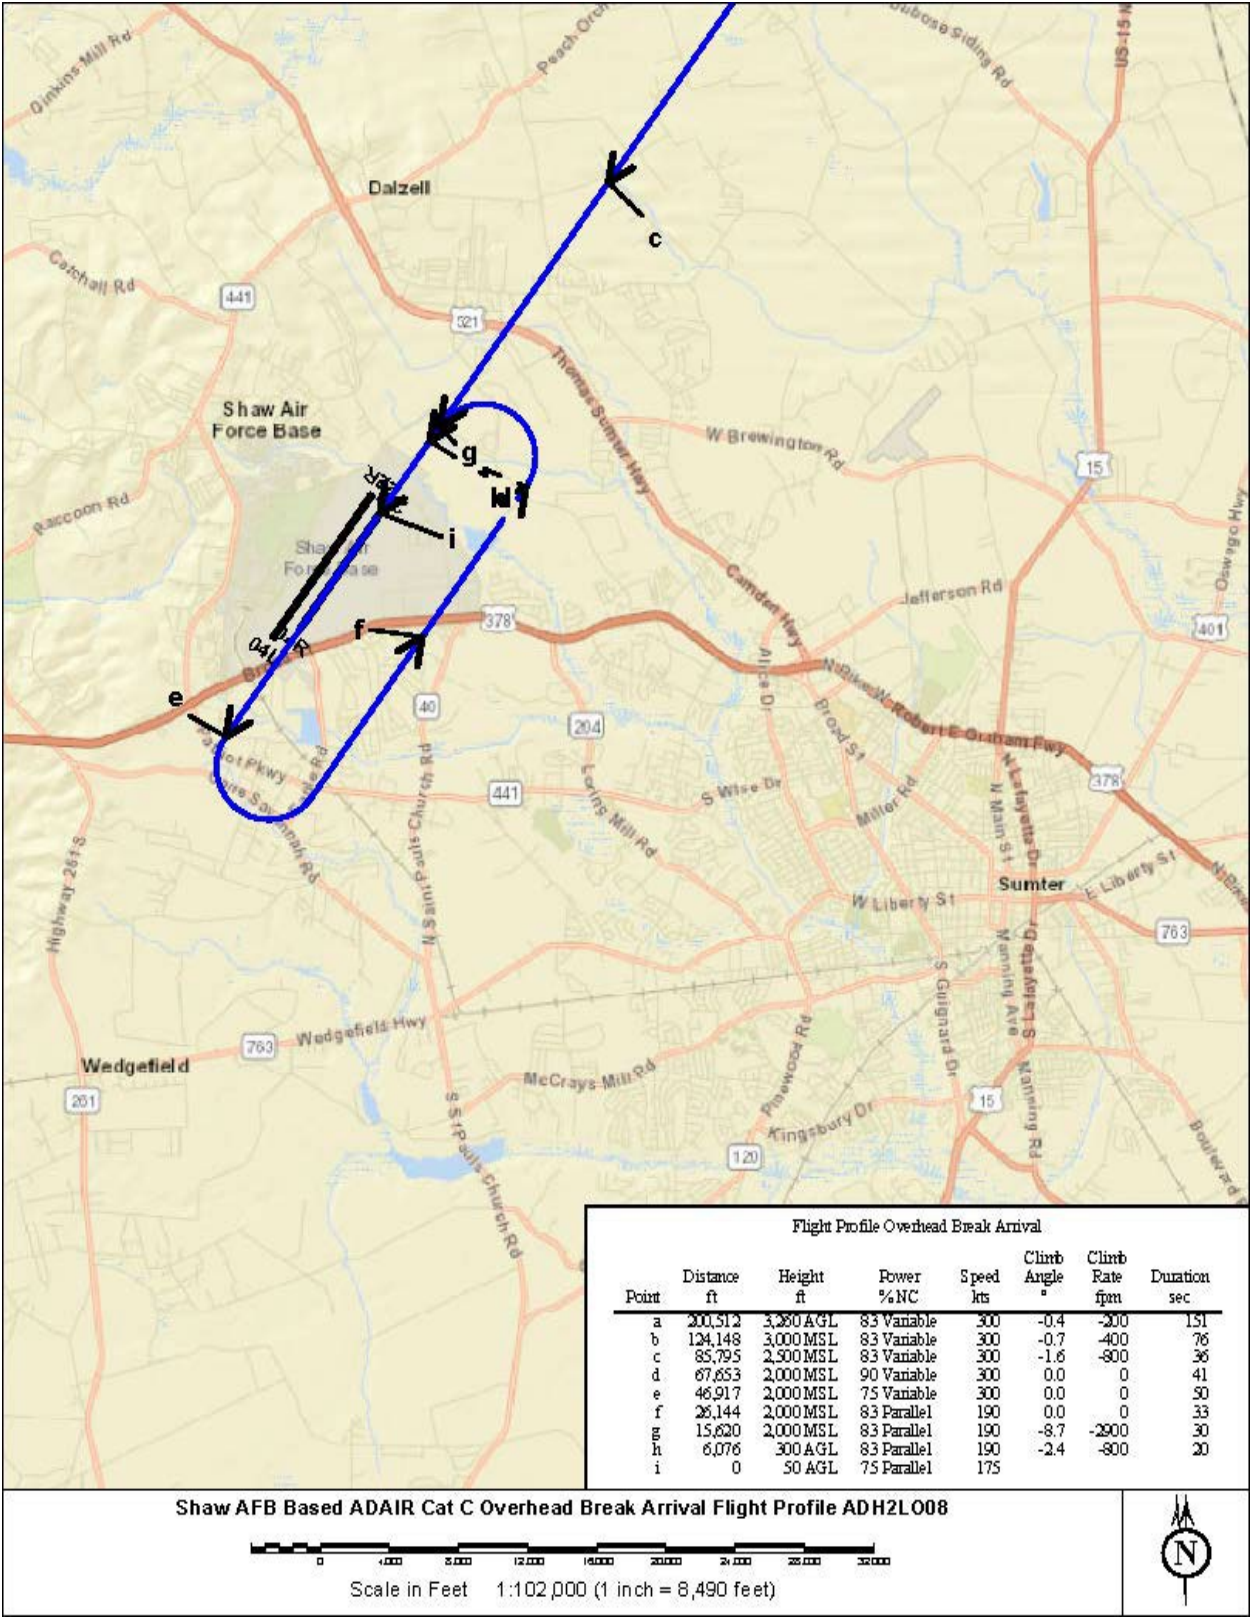 Ginkins Mill Rd
Peach Orch
Dubose Siding Rd
US-15 N
Dalzell
c
Catchall Rd
441
521
Thomas Sumter Hwy
Shaw Air
Force Base
W Brewington Rd
g
15
Raccoon Rd
i
Oswego Hwy
Camden Hwy
Jefferson Rd
f
378
401
04L
e
N Pike W
Robert E Graham Fwy
Alice Dr
40
204
Broad St
Patriot Pkwy
441
S Wise Dr
Miller Rd
378
N Main St
N Lafayette Dr
Loring Mill Rd
N Saint Pauls Church Rd
Highway 261 S
Sumter
E Liberty St
W Liberty St
763
Manning Ave
S Lafayette Dr
S Guignard Dr
Wedgefield Hwy
763
Wedgefield
261
McCrays Mill Rd
Pinewood Rd
Kingsbury Dr
15
Manning Rd
120
S St Pauls Church Rd
Flight Profile Overhead Break Arrival
Point Distance ft Height ft Power % NC Speed kts Climb Angle ° Climb Rate fpm Duration sec
a 200,512 3,260 AGL 83 Variable 300 -0.4 -200 151
b 124,148 3,000 MSL 83 Variable 300 -0.7 -400 76
c 85,795 2,500 MSL 83 Variable 300 -1.6 -800 36
d 67,653 2,000 MSL 90 Variable 300 0.0 0 41
e 46,917 2,000 MSL 75 Variable 300 0.0 0 50
f 26,144 2,000 MSL 83 Parallel 190 0.0 0 33
g 15,620 2,000 MSL 83 Parallel 190 -8.7 -2900 30
h 6,076 300 AGL 83 Parallel 190 -2.4 -800 20
i 0 50 AGL 75 Parallel 175
Shaw AFB Based ADAIR Cat C Overhead Break Arrival Flight Profile ADH2LO08
0 4,000 8,000 12,000 16,000 20,000 24,000 28,000 32,000
Scale in Feet 1:102,000 (1 inch = 8,490 feet)
N